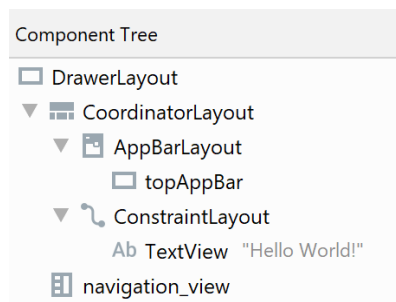 Component Tree
DrawerLayout
CoordinatorLayout
AppBarLayout
topAppBar
ConstraintLayout
Ab TextView "Hello World!"
navigation_view